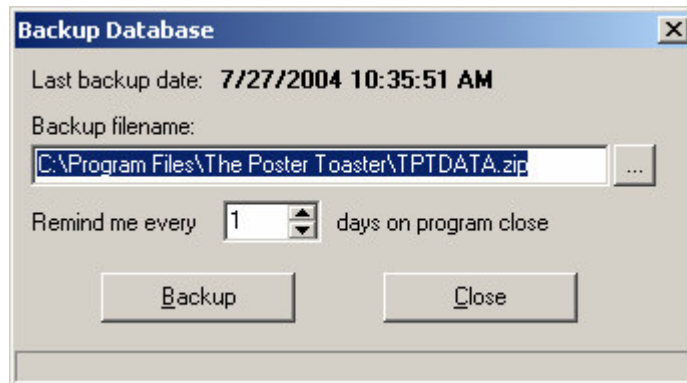 Backup Database
Last backup date: 7/27/2004 10:35:51 AM
Backup filename:
C:\Program Files\The Poster Toaster\TPTDATA.zip ...
Remind me every 1 days on program close
Backup Close